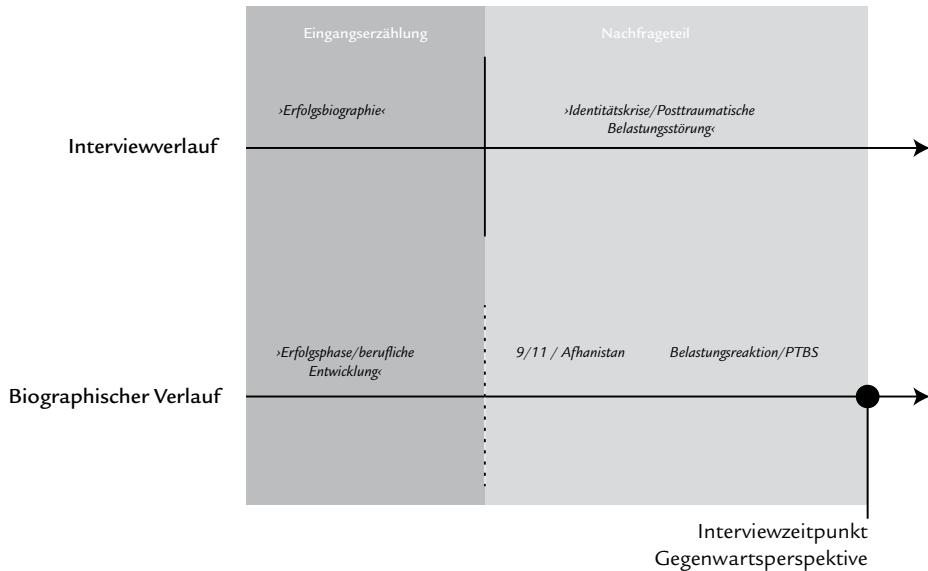 Eingangserzählung
Nachfrageteil
›Erfolgsbiographie‹
›Identitätskrise/Posttraumatische
Belastungsstörung‹
Interviewverlauf
›Erfolgsphase/berufliche
Entwicklung‹
9/11 / Afhanistan
Belastungsreaktion/PTBS
Biographischer Verlauf
Interviewzeitpunkt
Gegenwartsperspektive